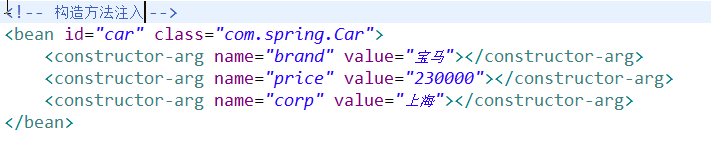 <!-- 构造方法注入 -->
<bean id="car" class="com.spring.Car">
<constructor-arg name="brand" value="宝马"></constructor-arg>
<constructor-arg name="price" value="230000"></constructor-arg>
<constructor-arg name="corp" value="上海"></constructor-arg>
</bean>